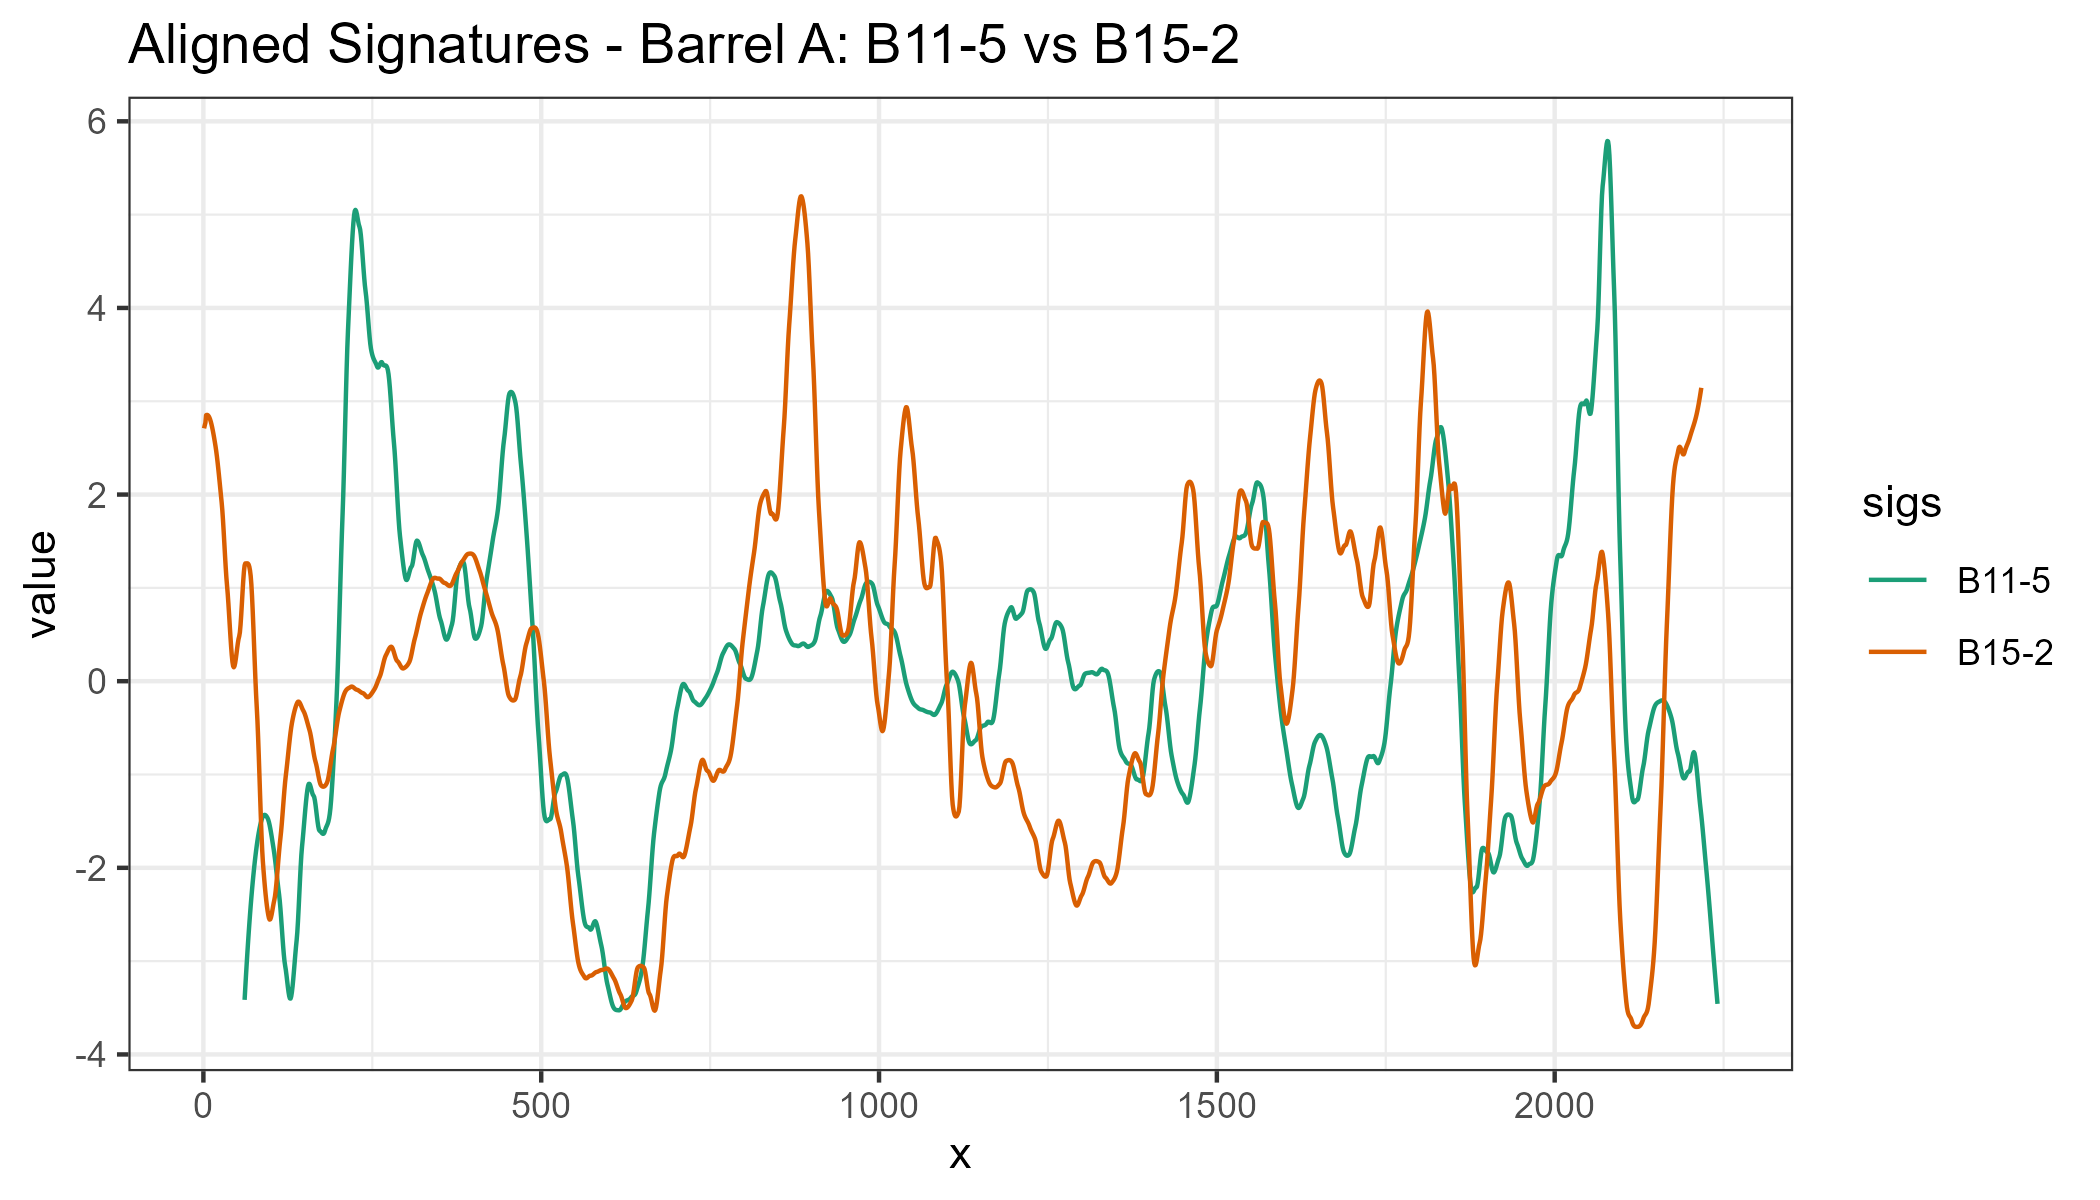 Aligned Signatures - Barrel A: B11-5 vs B15-2
6
4
2
0
-2
-4
value
0 500 1000 1500 2000
x
sigs
B11-5
B15-2